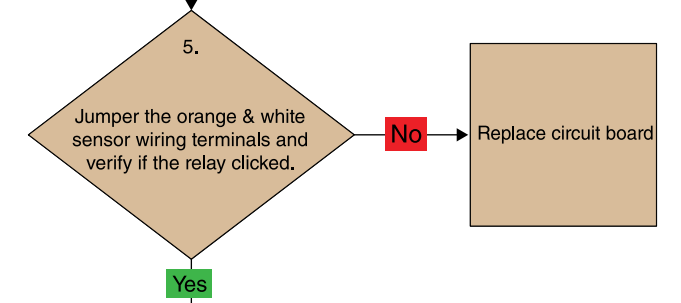 5.
Jumper the orange & white
sensor wiring terminals and
verify if the relay clicked.
No
Replace circuit board
Yes